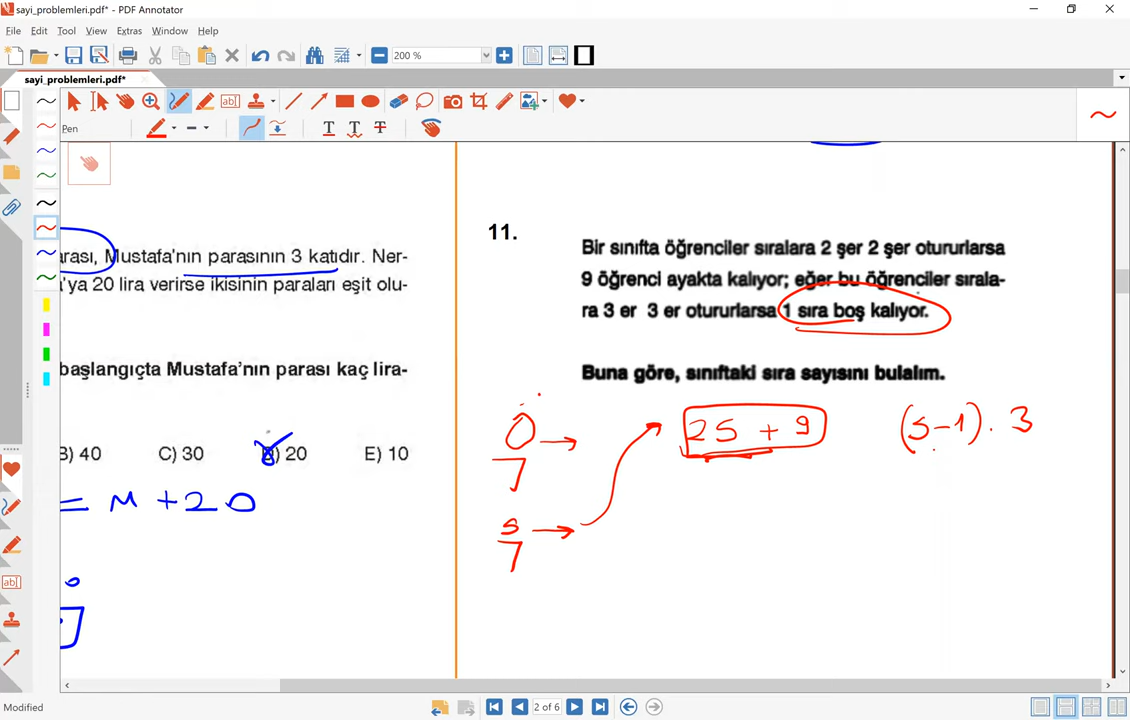 sayi_problemleri.pdf* - PDF Annotator
File Edit Tool View Extras Window Help
200 %
sayi_problemleri.pdf*
Pen
arası, Mustafa'nın parasının 3 katıdır. Ner-
'ya 20 lira verirse ikisinin paraları eşit olu-
başlangıçta Mustafa'nın parası kaç lira-
B) 40 C) 30 D) 20 E) 10
= M + 20
11.
Bir sınıfta öğrenciler sıralara 2 şer 2 şer otururlarsa
9 öğrenci ayakta kalıyor; eğer bu öğrenciler sırala-
ra 3 er 3 er otururlarsa 1 sıra boş kalıyor.
Buna göre, sınıftaki sıra sayısını bulalım.
Ö
2S + 9 (S-1).3
S
Modified
2 of 6